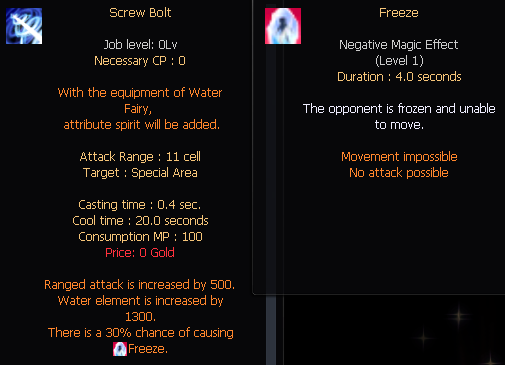 Screw Bolt
Job level: 0Lv
Necessary CP : 0
With the equipment of Water
Fairy,
attribute spirit will be added.
Attack Range : 11 cell
Target : Special Area
Casting time : 0.4 sec.
Cool time : 20.0 seconds
Consumption MP : 100
Price: 0 Gold
Ranged attack is increased by 500.
Water element is increased by
1300.
There is a 30% chance of causing
Freeze.
Freeze
Negative Magic Effect
(Level 1)
Duration : 4.0 seconds
The opponent is frozen and unable
to move.
Movement impossible
No attack possible